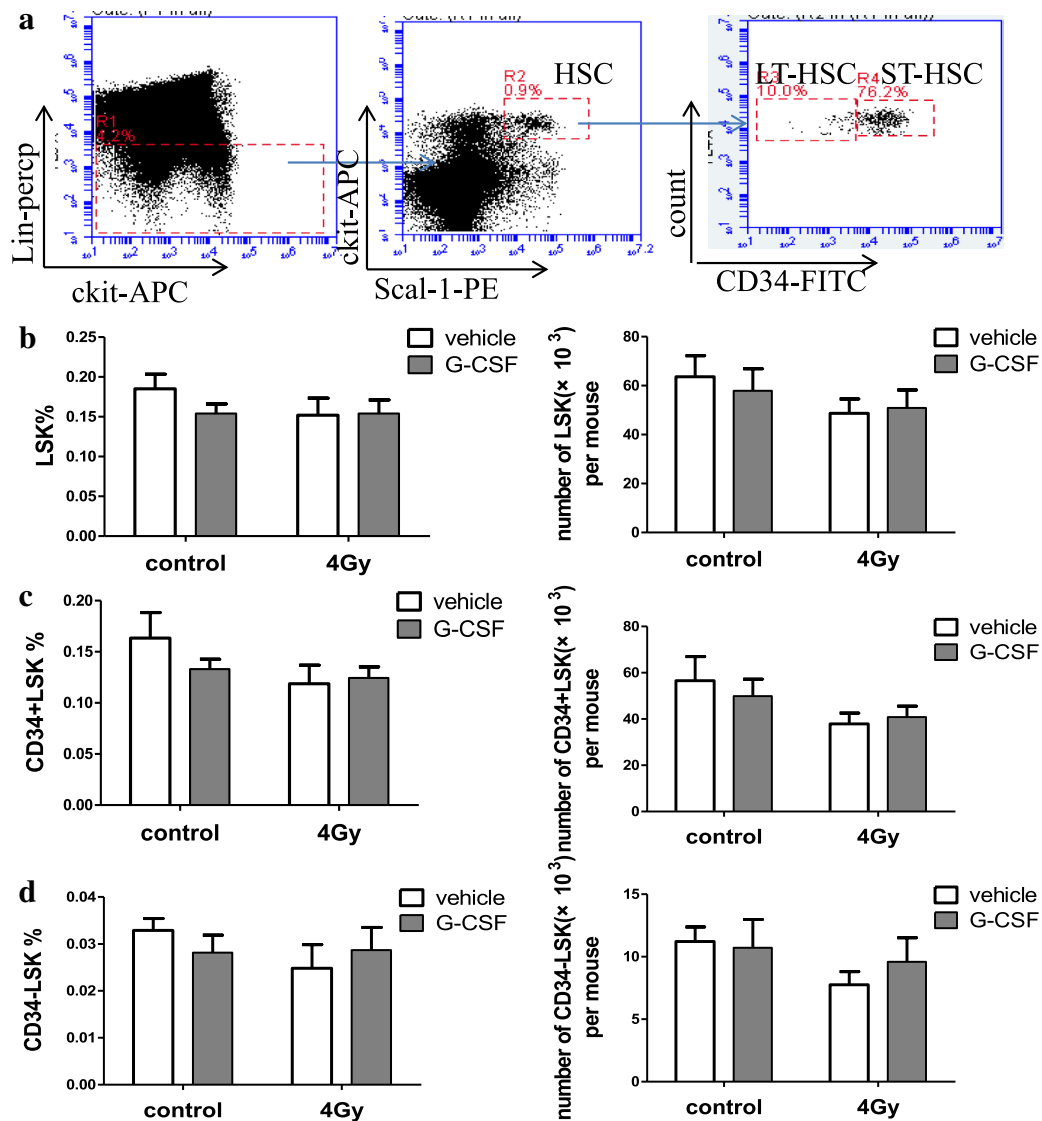 a
R1
Lin-percp
ckit-APC
R2
0.9%
HSC
ckit-APC
Scal-1-PE
LT-HSC
ST-HSC
R3
10.0%
R4
76.2%
count
CD34-FITC
b
vehicle
G-CSF
LSK%
0.25
0.20
0.15
0.10
0.05
0.00
control
4Gy
vehicle
G-CSF
number of LSK(× 10 3)
per mouse
80
60
40
20
0
control
4Gy
c
vehicle
G-CSF
CD34+LSK %
0.20
0.15
0.10
0.05
0.00
control
4Gy
vehicle
G-CSF
number of CD34+LSK(× 10 3)
per mouse
80
60
40
20
0
control
4Gy
d
vehicle
G-CSF
CD34-LSK %
0.04
0.03
0.02
0.01
0.00
control
4Gy
vehicle
G-CSF
number of CD34-LSK(× 10 3)
per mouse
15
10
5
0
control
4Gy